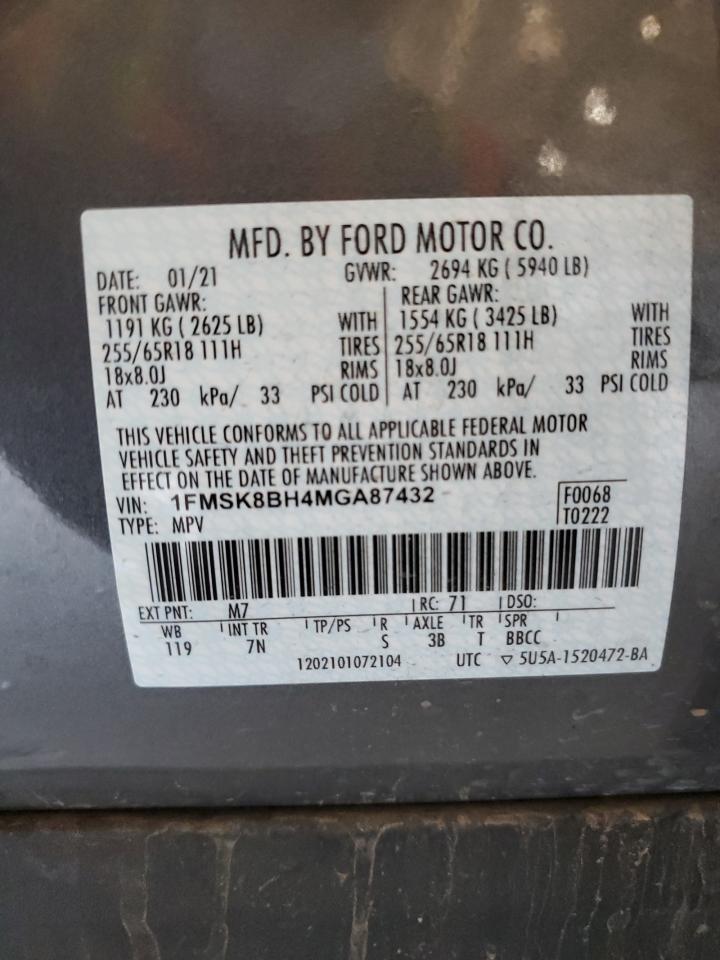 MFD. BY FORD MOTOR CO.
DATE: 01/21 GVWR: 2694 KG ( 5940 LB)
FRONT GAWR: REAR GAWR:
1191 KG ( 2625 LB) WITH 1554 KG ( 3425 LB) WITH
255/65R18 111H TIRES 255/65R18 111H TIRES
18x8.0J RIMS 18x8.0J RIMS
AT 230 kPa/ 33 PSI COLD AT 230 kPa/ 33 PSI COLD
THIS VEHICLE CONFORMS TO ALL APPLICABLE FEDERAL MOTOR
VEHICLE SAFETY AND THEFT PREVENTION STANDARDS IN
EFFECT ON THE DATE OF MANUFACTURE SHOWN ABOVE.
VIN: 1FMSK8BH4MGA87432 F0068
TYPE: MPV T0222
EXT PNT: M7 RC: 71 DSO:
WB INT TR TP/PS R AXLE TR SPR
119 7N S 3B T BBCC
1202101072104 UTC ▽ 5U5A-1520472-BA